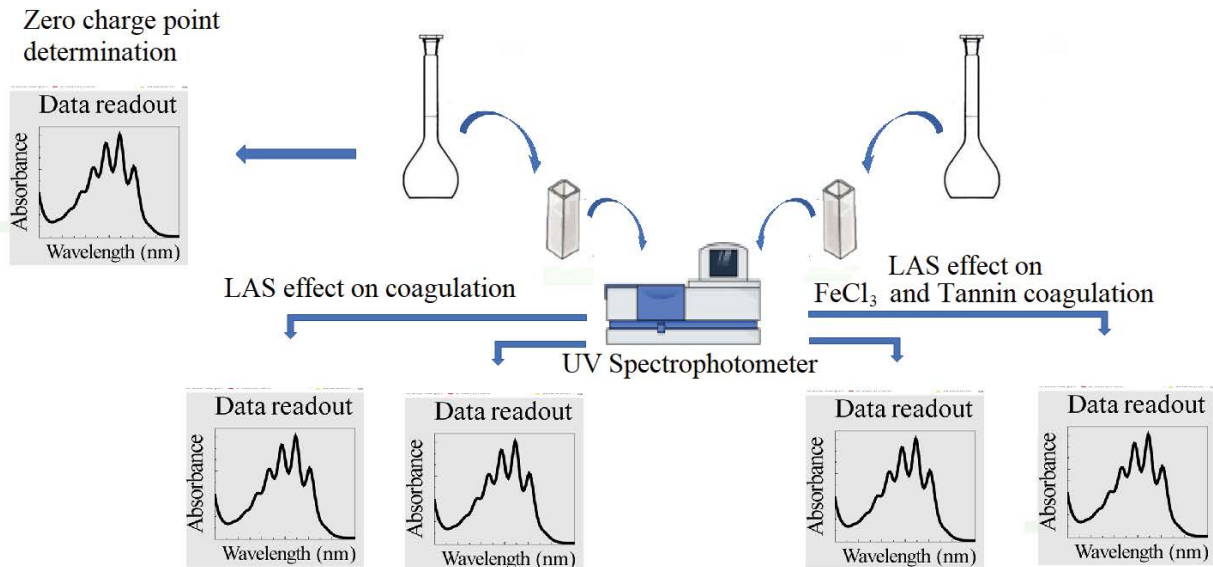 Zero charge point
determination
Data readout
Absorbance
Wavelength (nm)
LAS effect on coagulation
LAS effect on
FeCl₃ and Tannin coagulation
UV Spectrophotometer
Data readout
Absorbance
Wavelength (nm)
Data readout
Absorbance
Wavelength (nm)
Data readout
Absorbance
Wavelength (nm)
Data readout
Absorbance
Wavelength (nm)